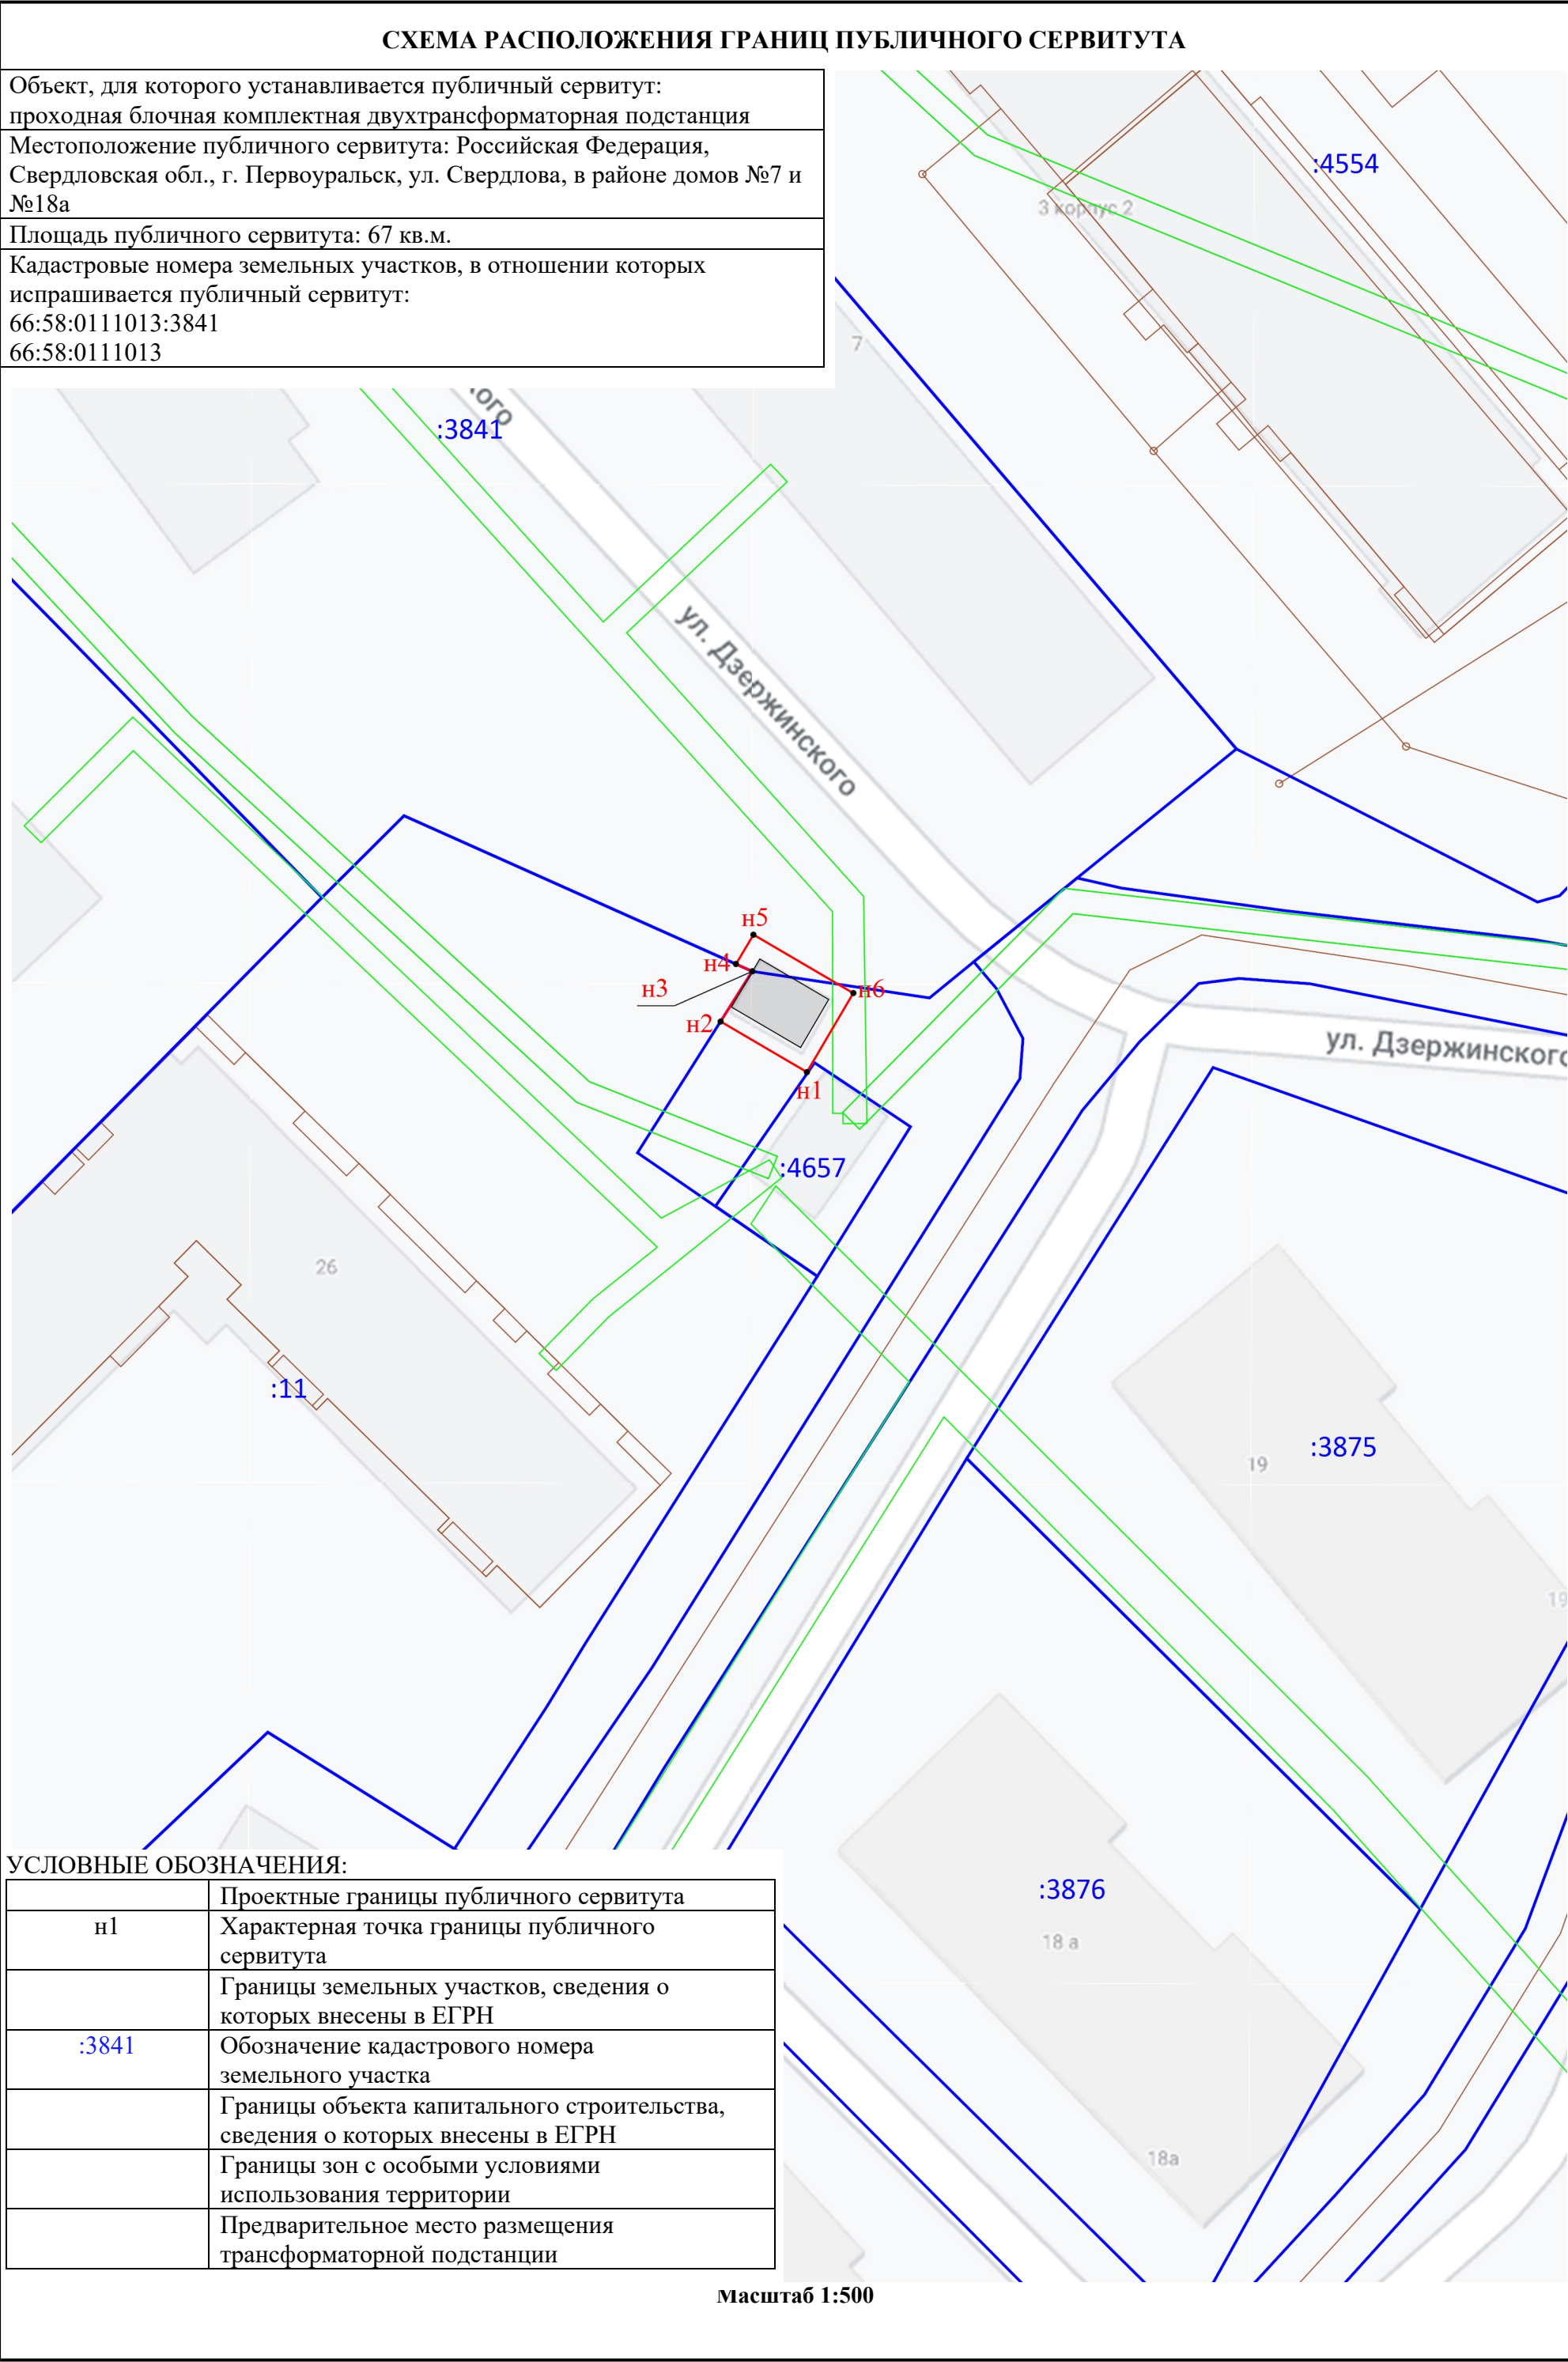 СХЕМА РАСПОЛОЖЕНИЯ ГРАНИЦ ПУБЛИЧНОГО СЕРВИТУТА
Объект, для которого устанавливается публичный сервитут:
проходная блочная комплектная двухтрансформаторная подстанция
Местоположение публичного сервитута: Российская Федерация,
Свердловская обл., г. Первоуральск, ул. Свердлова, в районе домов №7 и
№18а
Площадь публичного сервитута: 67 кв.м.
Кадастровые номера земельных участков, в отношении которых
испрашивается публичный сервитут:
66:58:0111013:3841
66:58:0111013
:4554
3 корпус 2
7
:3841
ул. Дзержинского
н5
н4
н3
н6
н2
н1
ул. Дзержинского
:4657
26
:11
:3875
19
19
:3876
18 а
18а
УСЛОВНЫЕ ОБОЗНАЧЕНИЯ:
Проектные границы публичного сервитута
н1 Характерная точка границы публичного
сервитута
Границы земельных участков, сведения о
которых внесены в ЕГРН
:3841 Обозначение кадастрового номера
земельного участка
Границы объекта капитального строительства,
сведения о которых внесены в ЕГРН
Границы зон с особыми условиями
использования территории
Предварительное место размещения
трансформаторной подстанции
Масштаб 1:500